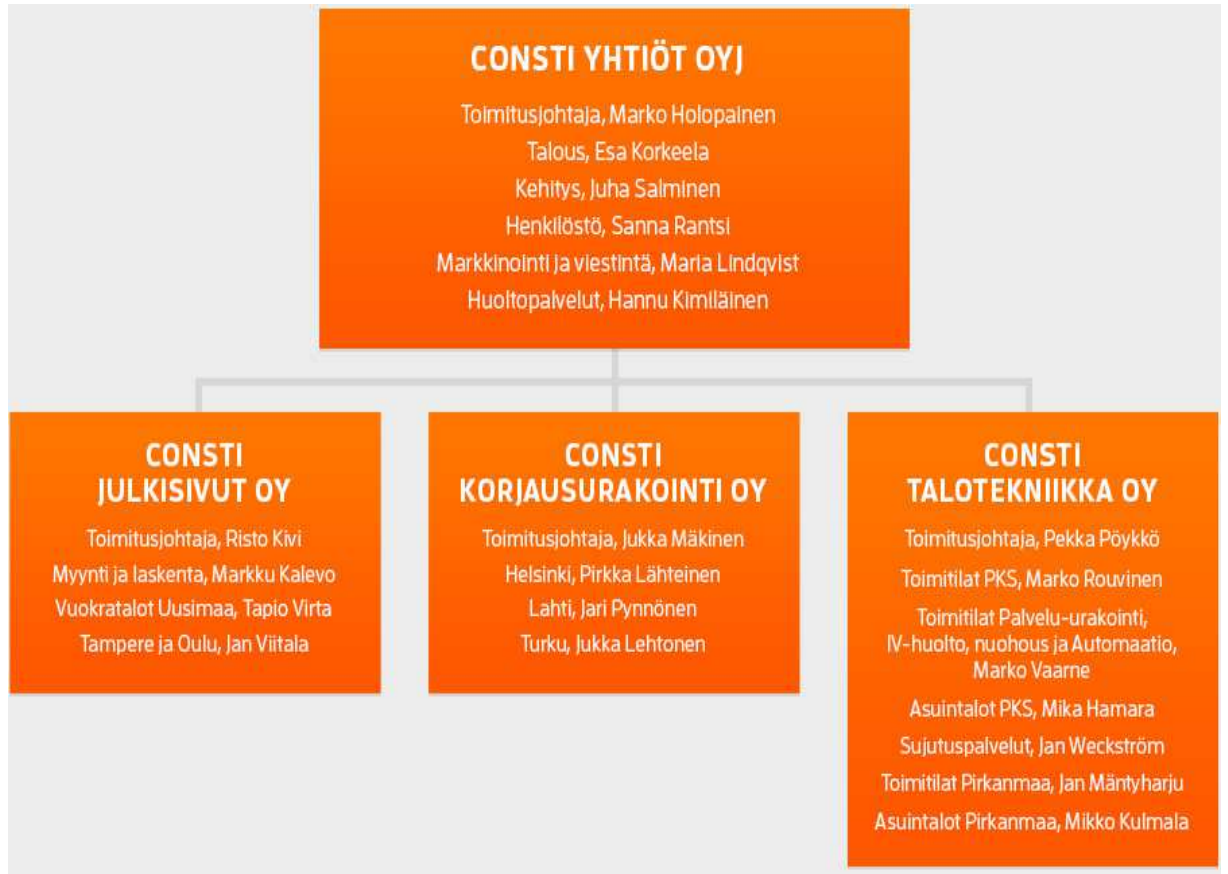 CONSTI YHTIÖT OYJ
Toimitusjohtaja, Marko Holopainen
Talous, Esa Korkeela
Kehitys, Juha Salminen
Henkilöstö, Sanna Rantsi
Markkinointi ja viestintä, Maria Lindqvist
Huoltopalvelut, Hannu Kimiläinen
CONSTI
JULKISIVUT OY
Toimitusjohtaja, Risto Kivi
Myynti ja laskenta, Markku Kalevo
Vuokratalot Uusimaa, Tapio Virta
Tampere ja Oulu, Jan Viitala
CONSTI
KORJAUSURAKOINTI OY
Toimitusjohtaja, Jukka Mäkinen
Helsinki, Pirkka Lähteinen
Lahti, Jari Pynnönen
Turku, Jukka Lehtonen
CONSTI
TALOTEKNIIKKA OY
Toimitusjohtaja, Pekka Pöykkö
Toimitilat PKS, Marko Rouvinen
Toimitilat Palvelu-urakointi,
IV-huolto, nuohous ja Automaatio,
Marko Vaarne
Asuintalot PKS, Mika Hamara
Sujutuspalvelut, Jan Weckström
Toimitilat Pirkanmaa, Jan Mäntyharju
Asuintalot Pirkanmaa, Mikko Kulmala